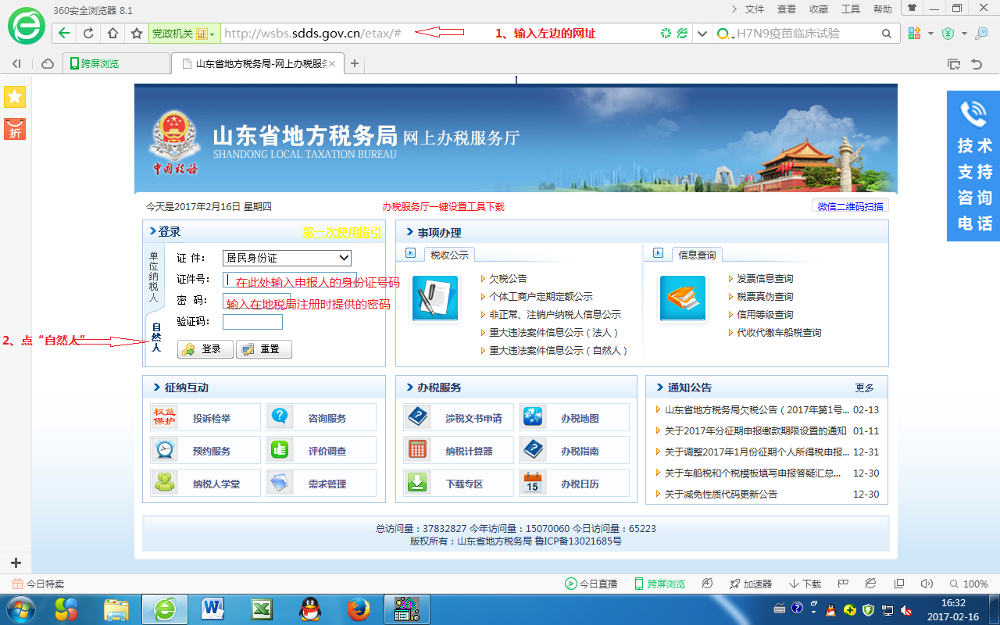 360安全浏览器 8.1
文件 查看 收藏 工具 帮助
党政机关 证 http://wsbs.sdds.gov.cn/etax/# 1、输入左边的网址 H7N9疫苗临床试验
跨屏浏览 山东省地方税务局-网上办税服务
折
山东省地方税务局 网上办税服务厅
SHANDONG LOCAL TAXATION BUREAU
中国税务
技术
支持
咨询
电话
今天是2017年2月16日 星期四 办税服务厅一键设置工具下载 微信二维码扫描
登录 第一次使用指引
单位纳税人
自然人
证 件: 居民身份证
证件号: 在此处输入申报人的身份证号码
密 码: 输入在地税局注册时提供的密码
验证码:
2、点“自然人”
登录 重置
事项办理
税收公示
欠税公告
个体工商户定期定额公示
非正常、注销户纳税人信息公示
重大违法案件信息公示（法人）
重大违法案件信息公示（自然人）
信息查询
发票信息查询
税票真伪查询
信用等级查询
代收代缴车船税查询
征纳互动
权益保护 投诉检举 咨询服务
预约服务 评价调查
纳税人学堂 需求管理
办税服务
涉税文书申请 办税地图
纳税计算器 办税指南
下载专区 15 办税日历
通知公告 更多
山东省地方税务局欠税公告（2017年第1号... 02-13
关于2017年分征期申报缴款期限设置的通知 01-11
关于调整2017年1月份征期个人所得税申报... 12-31
关于车船税和个税模板填写申报答疑汇总... 12-30
关于减免性质代码更新公告 12-30
总访问量：37832827 今年访问量：15070060 今日访问量：65223
版权所有：山东省地方税务局 鲁ICP备13021685号
今日特卖 今日直播 跨屏浏览 加速器 下载 100%
16:32
2017-02-16